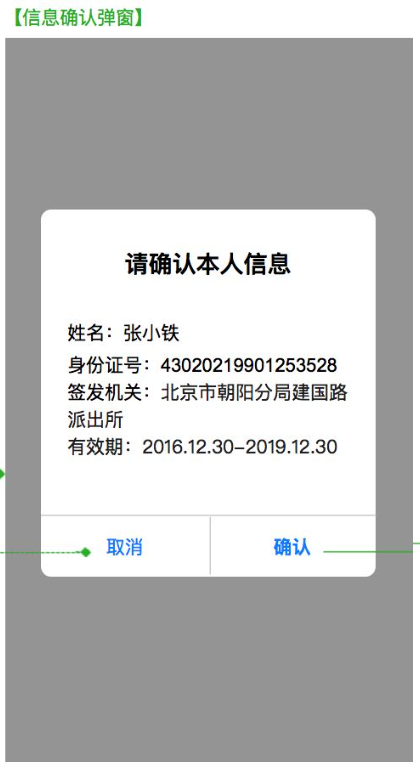 【信息确认弹窗】
请确认本人信息
姓名：张小铁
身份证号：43020219901253528
签发机关：北京市朝阳分局建国路
派出所
有效期：2016.12.30-2019.12.30
取消
确认